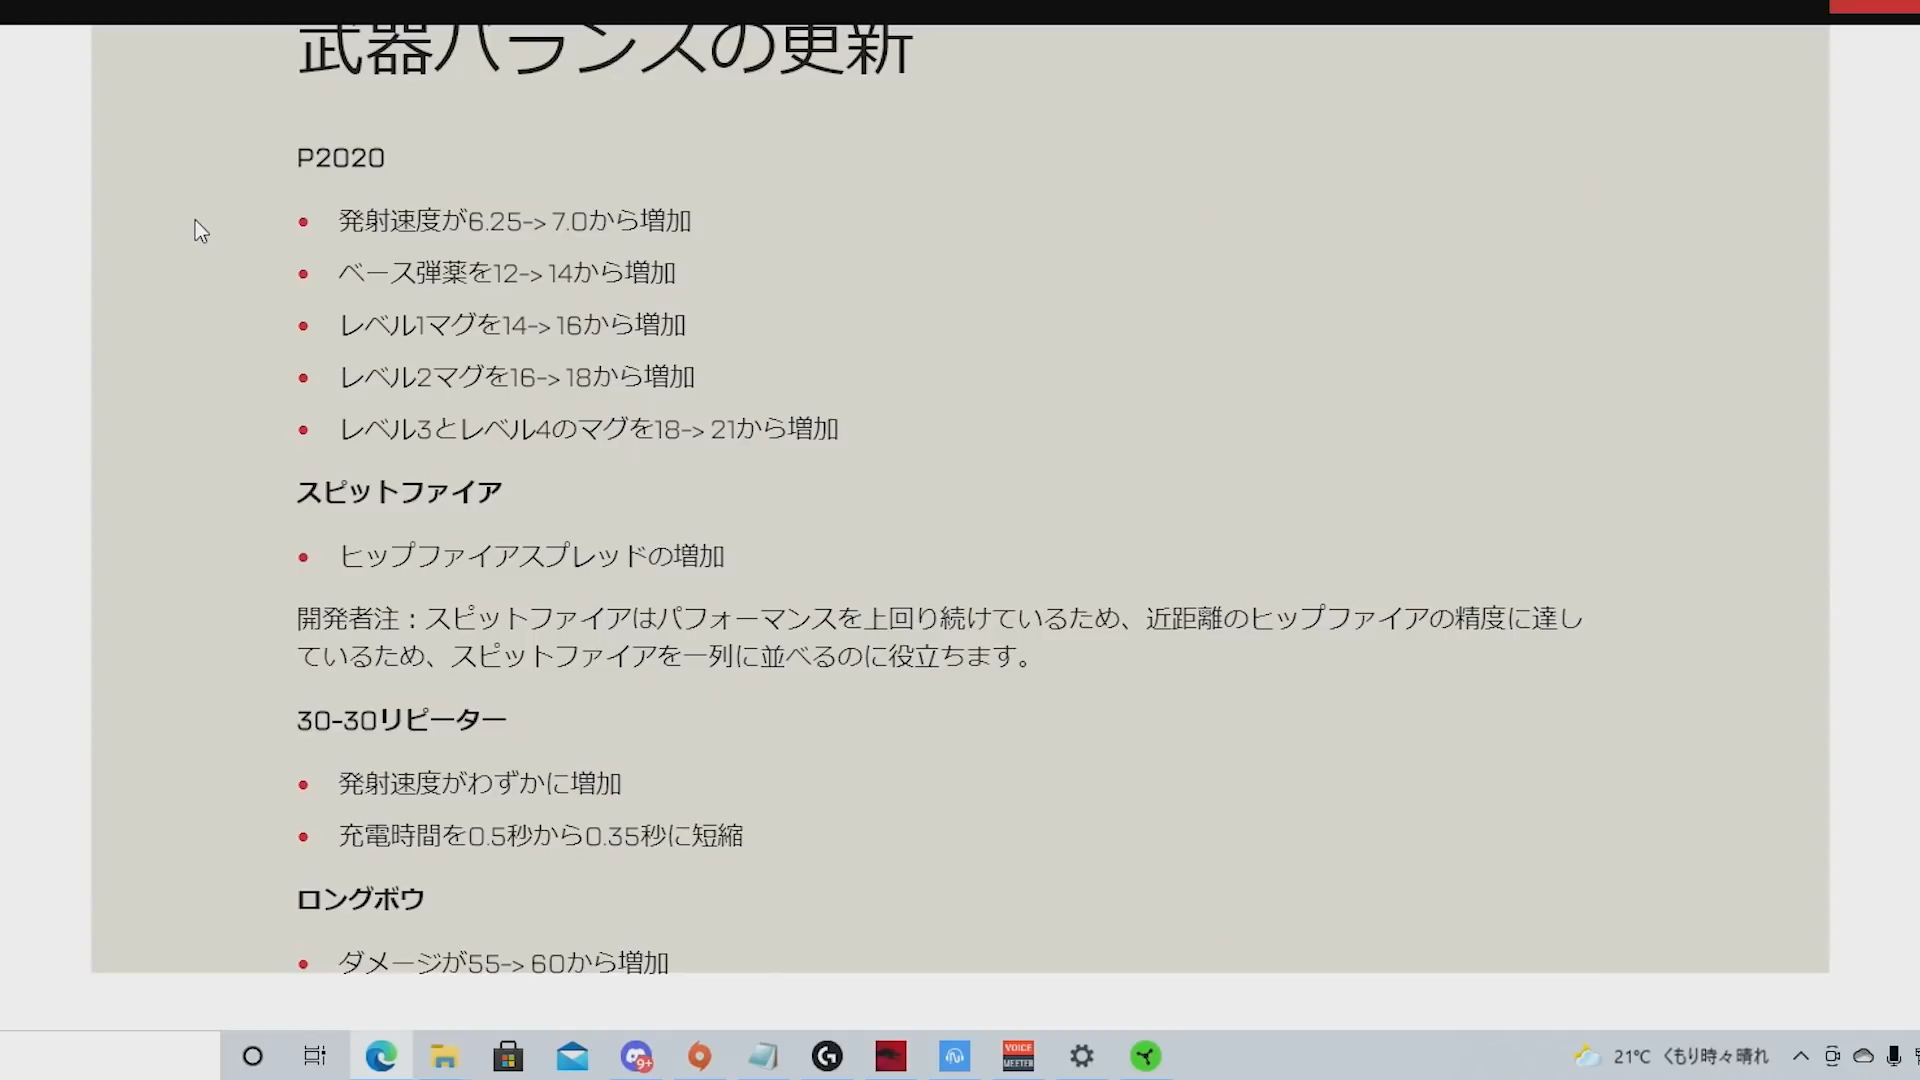 武器バランスの更新
P2020
発射速度が6.25-> 7.0から増加
ベース弾薬を12-> 14から増加
レベル1マグを14-> 16から増加
レベル2マグを16-> 18から増加
レベル3とレベル4のマグを18-> 21から増加
スピットファイア
ヒップファイアスプレッドの増加
開発者注：スピットファイアはパフォーマンスを上回り続けているため、近距離のヒップファイアの精度に達し
ているため、スピットファイアを一列に並べるのに役立ちます。
30-30リピーター
発射速度がわずかに増加
充電時間を0.5秒から0.35秒に短縮
ロングボウ
ダメージが55-> 60から増加
9+
VOICE
MEETER
21°C くもり時々晴れ